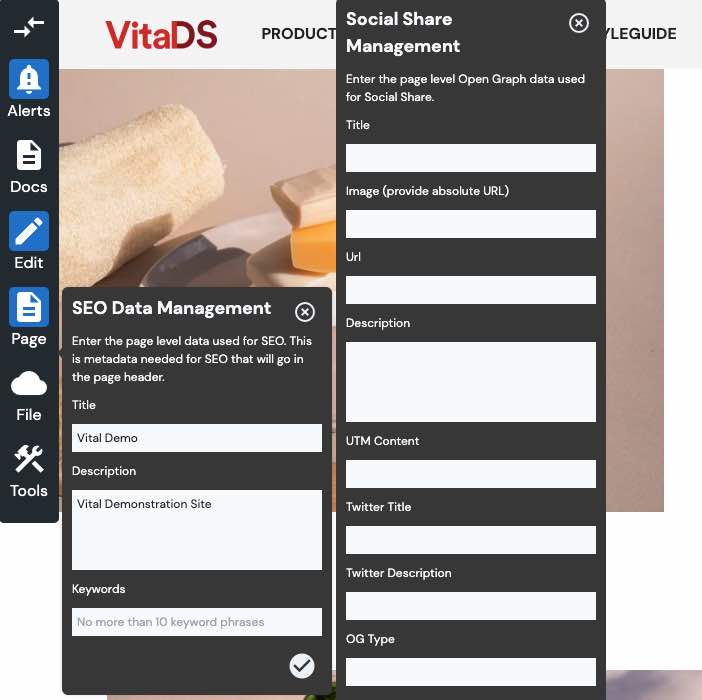 VitaDS
PRODUCT
YLEGUIDE
Alerts
Docs
Edit
Page
File
Tools
SEO Data Management
Enter the page level data used for SEO. This
is metadata needed for SEO that will go in
the page header.
Title
Vital Demo
Description
Vital Demonstration Site
Keywords
No more than 10 keyword phrases
Social Share
Management
Enter the page level Open Graph data used
for Social Share.
Title
Image (provide absolute URL)
Url
Description
UTM Content
Twitter Title
Twitter Description
OG Type